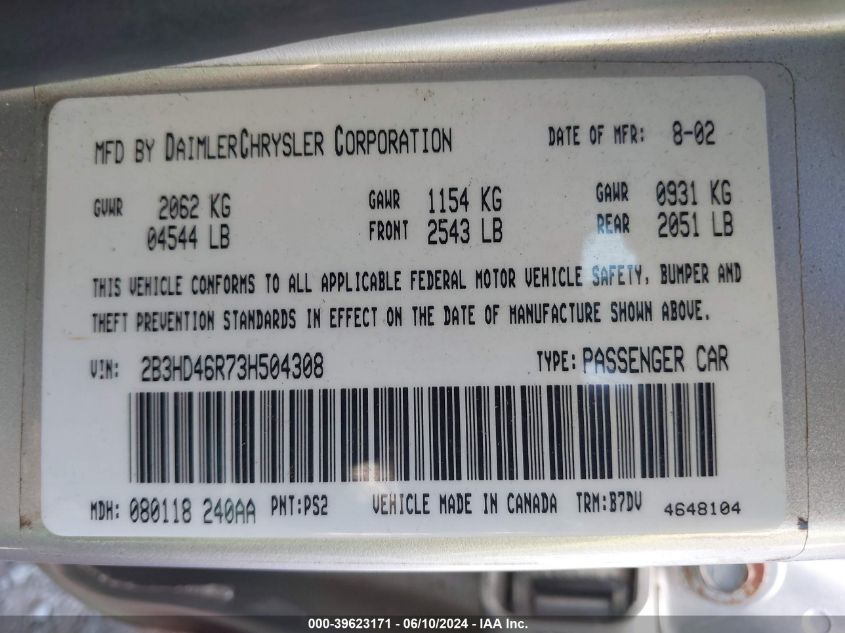 MFD BY DAIMLERCHRYSLER CORPORATION DATE OF MFR: 8-02
GVWR 2062 KG GAWR 1154 KG GAWR 0931 KG
04544 LB FRONT 2543 LB REAR 2051 LB
THIS VEHICLE CONFORMS TO ALL APPLICABLE FEDERAL MOTOR VEHICLE SAFETY, BUMPER AND
THEFT PREVENTION STANDARDS IN EFFECT ON THE DATE OF MANUFACTURE SHOWN ABOVE.
VIN: 2B3HD46R73H504308 TYPE: PASSENGER CAR
MDH: 080118 240AA PNT:PS2 VEHICLE MADE IN CANADA TRM:B7DV 4648104
000-39623171 - 06/10/2024 - IAA Inc.